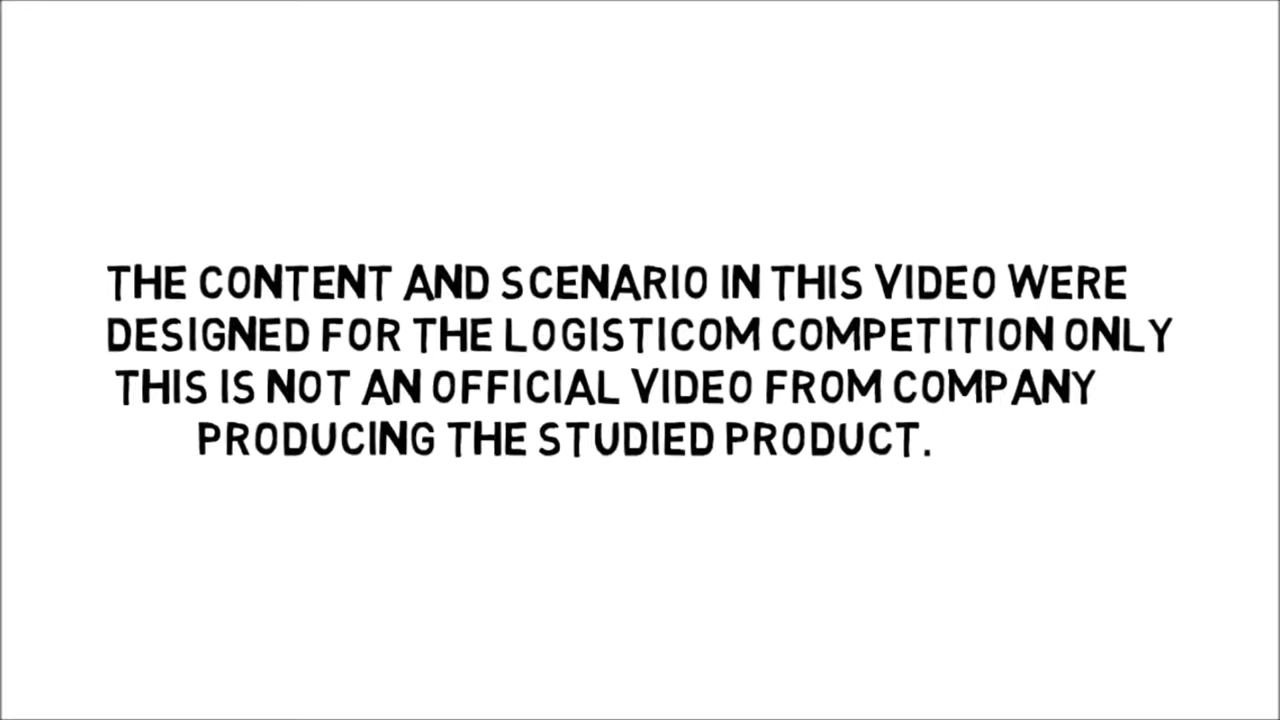 THE CONTENT AND SCENARIO IN THIS VIDEO WERE
DESIGNED FOR THE LOGISTICOM COMPETITION ONLY
THIS IS NOT AN OFFICIAL VIDEO FROM COMPANY
PRODUCING THE STUDIED PRODUCT.